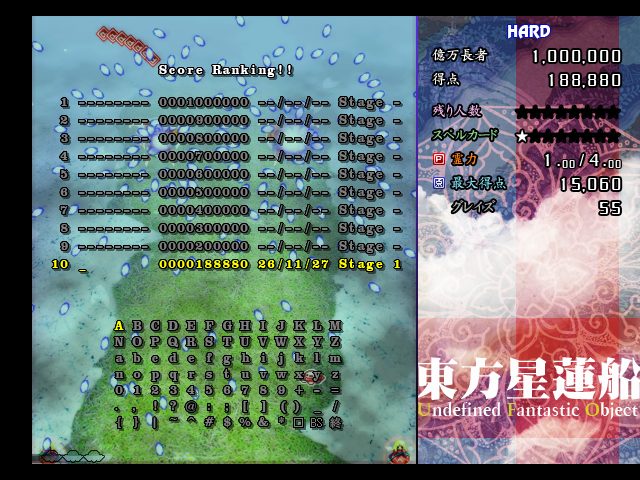 Score Ranking!!
1 -------- 0001000000 --/--/-- Stage -
2 -------- 0000900000 --/--/-- Stage -
3 -------- 0000800000 --/--/-- Stage -
4 -------- 0000700000 --/--/-- Stage -
5 -------- 0000600000 --/--/-- Stage -
6 -------- 0000500000 --/--/-- Stage -
7 -------- 0000400000 --/--/-- Stage -
8 -------- 0000300000 --/--/-- Stage -
9 -------- 0000200000 --/--/-- Stage -
10 _ 0000188880 26/11/27 Stage 1
A B C D E F G H I J K L M
N O P Q R S T U V W X Y Z
a b c d e f g h i j k l m
n o p q r s t u v w x y z
0 1 2 3 4 5 6 7 8 9 + - =
. , ! ? @ : ; [ ] ( ) _ /
{ } | ~ ^ # $ % & * □ BS 終
HARD
億万長者 1,000,000
得点 188,880
残り人数
スペルカード
P 霊力 1.00/4.00
点 最大得点 15,060
グレイズ 55
東方星蓮船
Undefined Fantastic Object